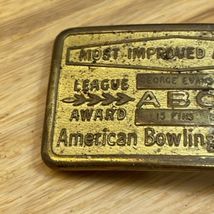 MOST IMPROVED
LEAGUE GEORGE EVANS
ABC
AWARD 15 PINS
American Bowling